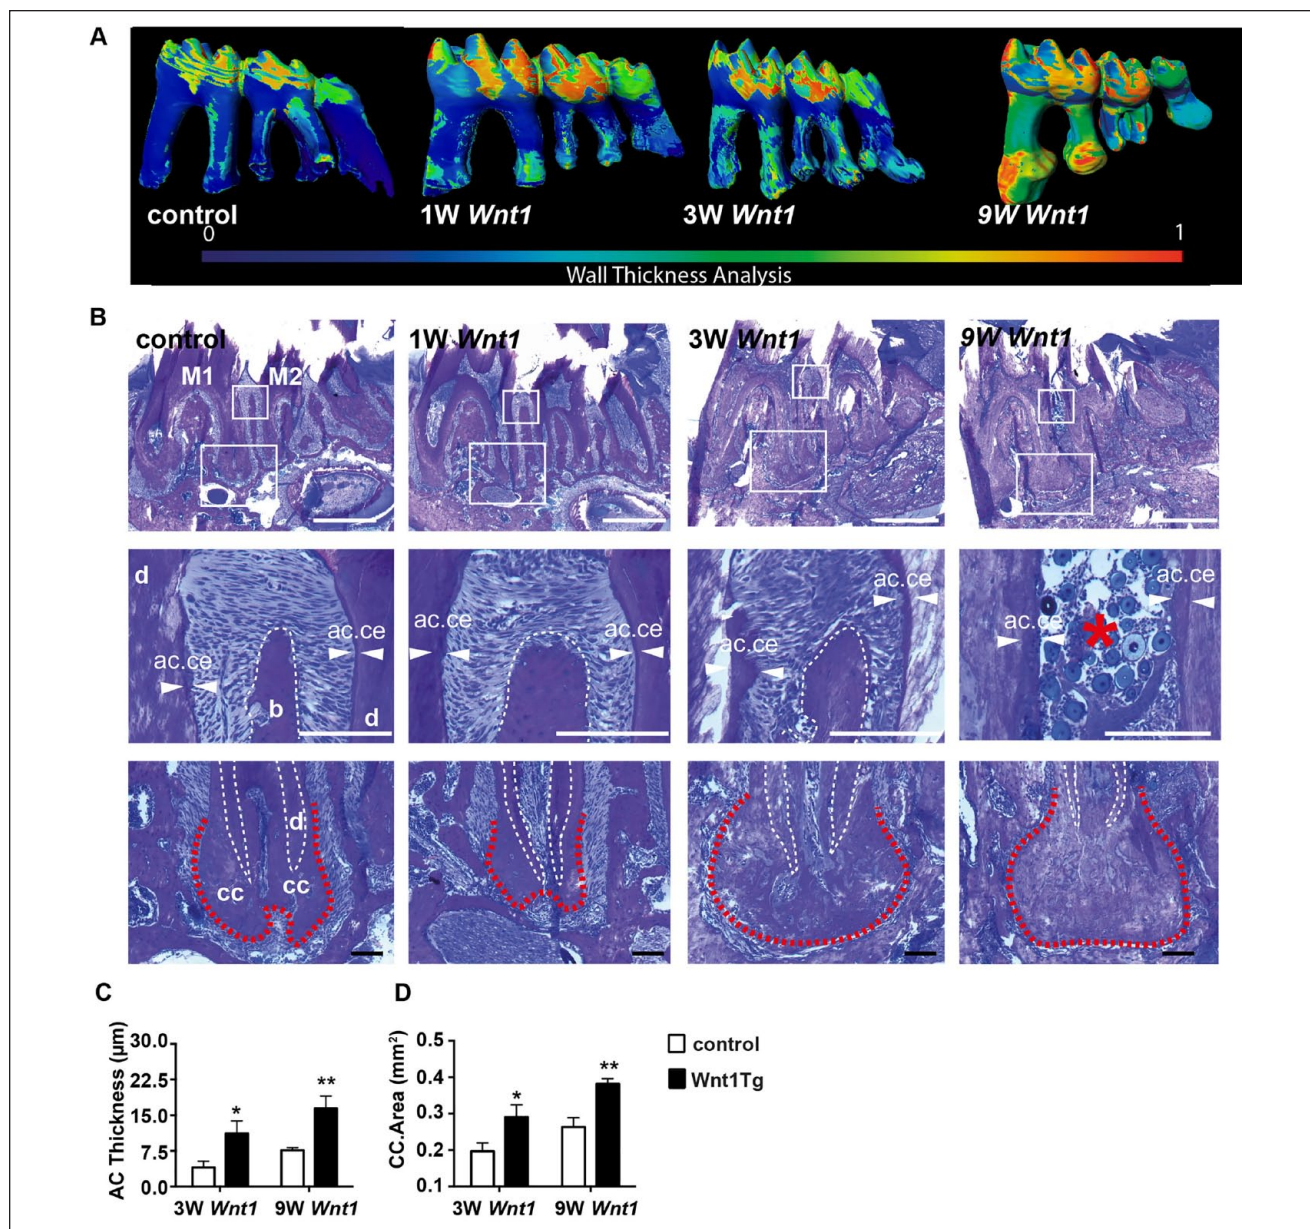 A
control
1W Wnt1
3W Wnt1
9W Wnt1
0
1
Wall Thickness Analysis
B
control
1W Wnt1
3W Wnt1
9W Wnt1
M1
M2
d
ac.ce
ac.ce
b
d
ac.ce
ac.ce
ac.ce
ac.ce
ac.ce
ac.ce
*
d
cc
cc
C
AC Thickness (µm)
30.0
22.5
15.0
7.5
0.0
*
**
3W Wnt1
9W Wnt1
D
CC.Area (mm²)
0.5
0.4
0.3
0.2
0.1
*
**
3W Wnt1
9W Wnt1
control
Wnt1Tg